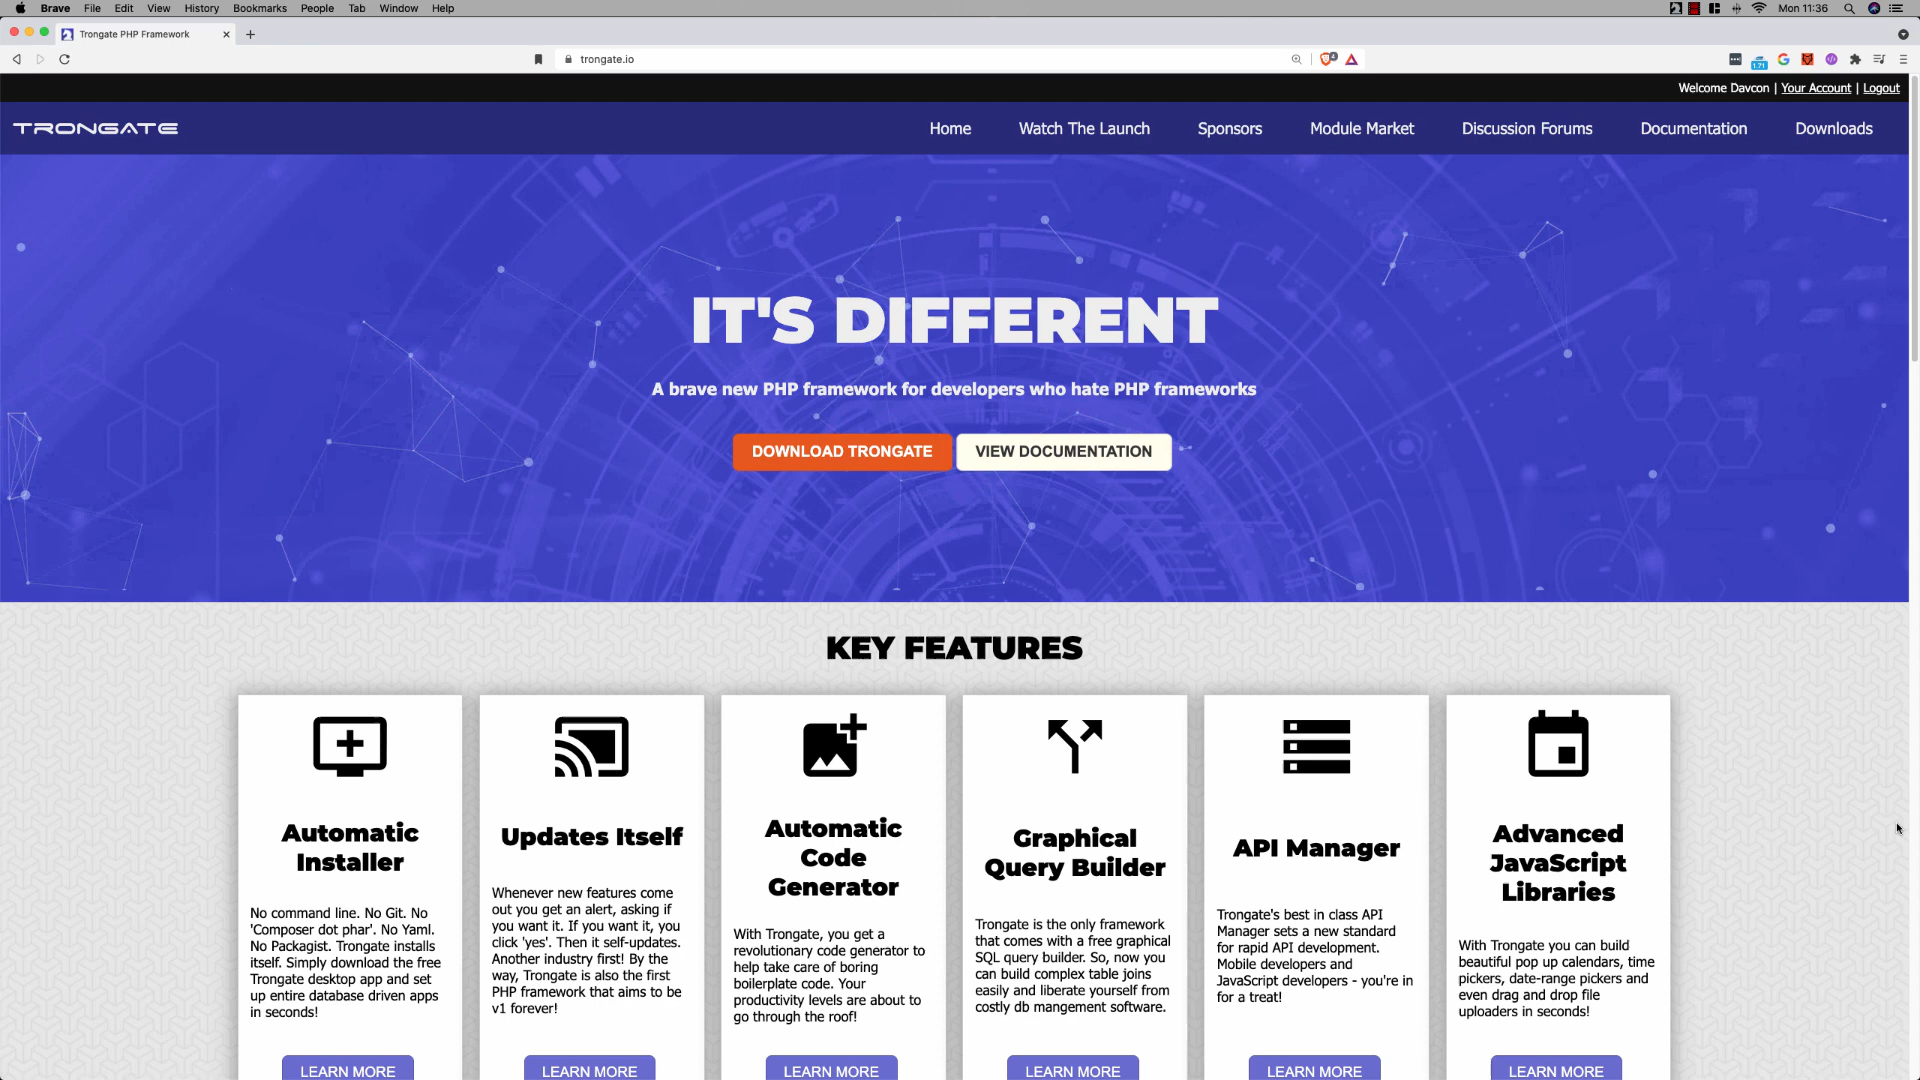 Brave File Edit View History Bookmarks People Tab Window Help
Mon 11:36
Trongate PHP Framework
trongate.io
4
1.71
Welcome Davcon | Your Account | Logout
TRONGATE
Home Watch The Launch Sponsors Module Market Discussion Forums Documentation Downloads
IT'S DIFFERENT
A brave new PHP framework for developers who hate PHP frameworks
DOWNLOAD TRONGATE VIEW DOCUMENTATION
KEY FEATURES
Automatic
Installer
No command line. No Git. No
'Composer dot phar'. No Yaml.
No Packagist. Trongate installs
itself. Simply download the free
Trongate desktop app and set
up entire database driven apps
in seconds!
LEARN MORE
Updates Itself
Whenever new features come
out you get an alert, asking if
you want it. If you want it, you
click 'yes'. Then it self-updates.
Another industry first! By the
way, Trongate is also the first
PHP framework that aims to be
v1 forever!
LEARN MORE
Automatic
Code
Generator
With Trongate, you get a
revolutionary code generator to
help take care of boring
boilerplate code. Your
productivity levels are about to
go through the roof!
LEARN MORE
Graphical
Query Builder
Trongate is the only framework
that comes with a free graphical
SQL query builder. So, now you
can build complex table joins
easily and liberate yourself from
costly db mangement software.
LEARN MORE
API Manager
Trongate's best in class API
Manager sets a new standard
for rapid API development.
Mobile developers and
JavaScript developers - you're in
for a treat!
LEARN MORE
Advanced
JavaScript
Libraries
With Trongate you can build
beautiful pop up calendars, time
pickers, date-range pickers and
even drag and drop file
uploaders in seconds!
LEARN MORE